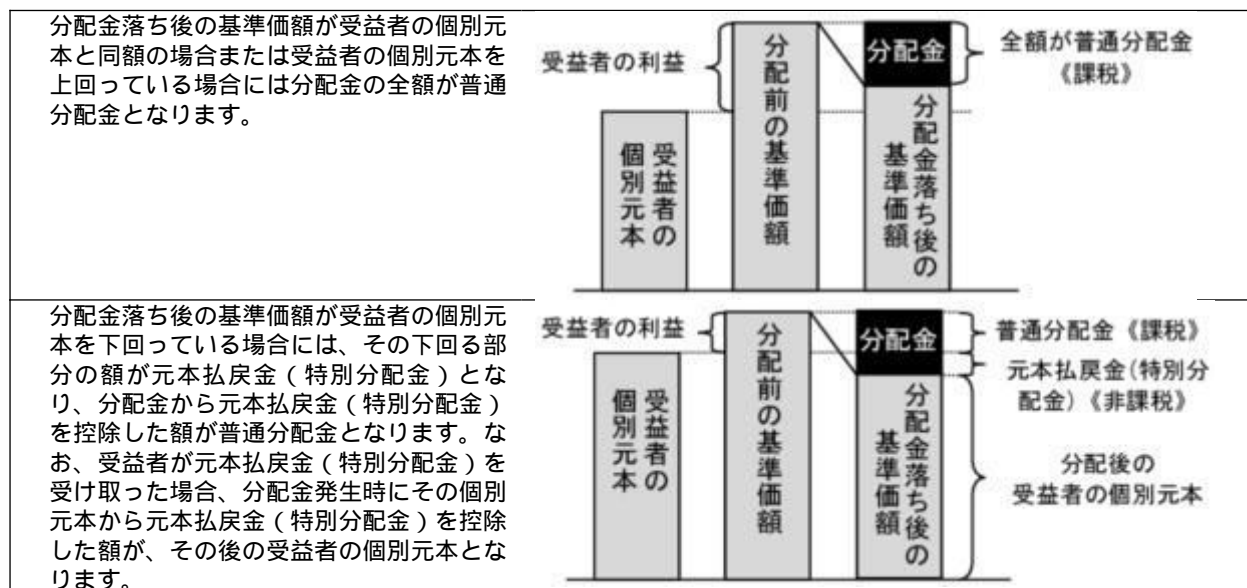 分配金落ち後の基準価額が受益者の個別元
本と同額の場合または受益者の個別元本を
上回っている場合には分配金の全額が普通
分配金となります。
受益者の利益
受益者の
個別元本
分配前の基準価額
分配金
分配金落ち後の
基準価額
全額が普通分配金
《課税》
分配金落ち後の基準価額が受益者の個別元
本を下回っている場合には、その下回る部
分の額が元本払戻金(特別分配金)とな
り、分配金から元本払戻金(特別分配金)
を控除した額が普通分配金となります。な
お、受益者が元本払戻金(特別分配金)を
受け取った場合、分配金発生時にその個別
元本から元本払戻金(特別分配金)を控除
した額が、その後の受益者の個別元本とな
ります。
受益者の利益
受益者の
個別元本
分配前の基準価額
分配金
分配金落ち後の
基準価額
普通分配金《課税》
元本払戻金(特別分
配金)《非課税》
分配後の
受益者の個別元本